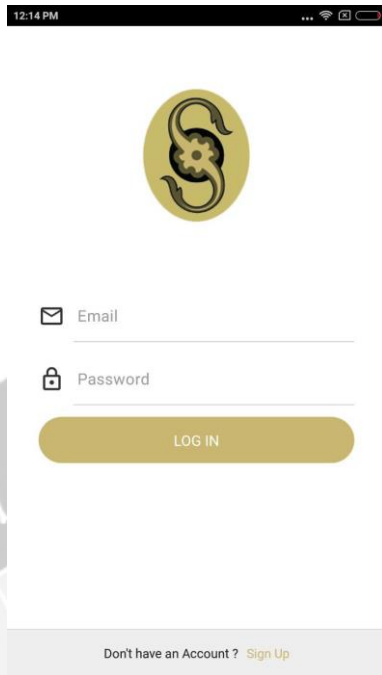 12:14 PM
Email
Password
LOG IN
Don't have an Account ? Sign Up